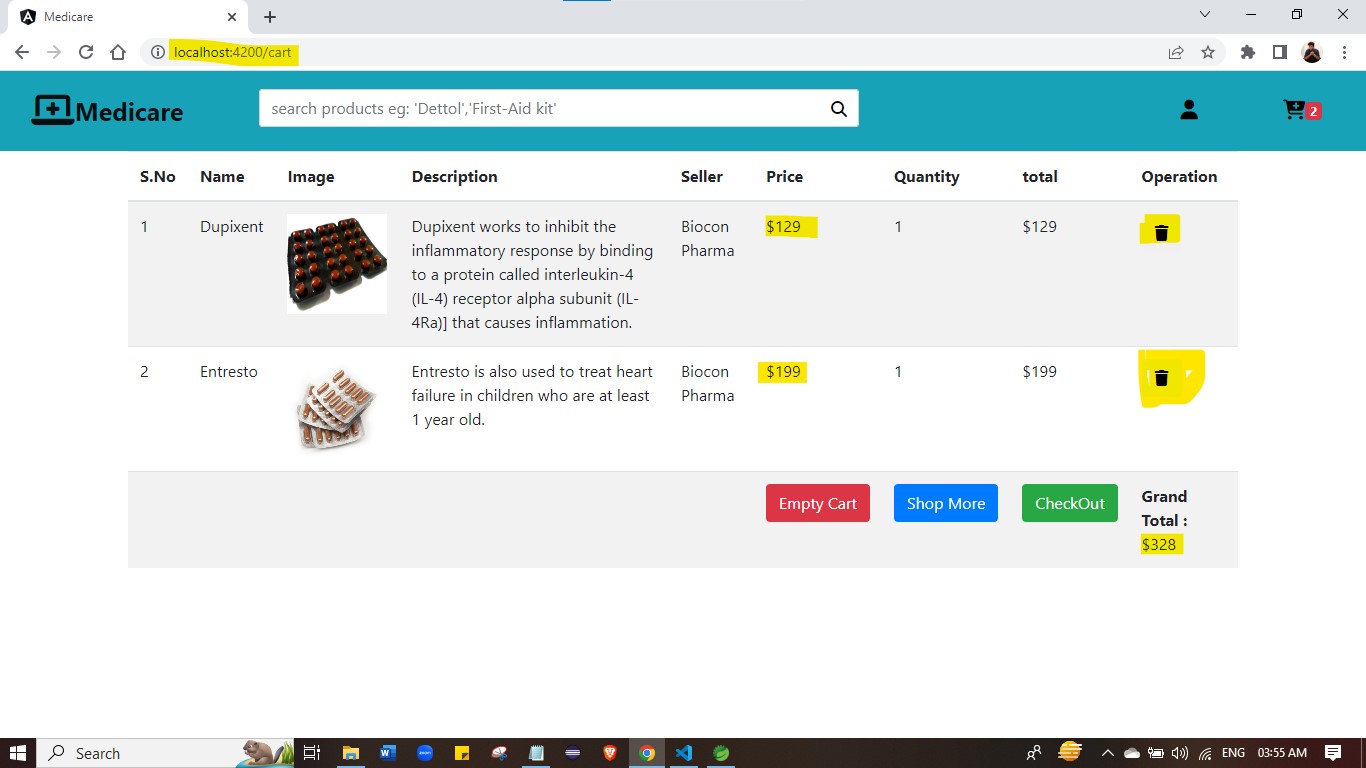 Medicare
localhost:4200/cart
Medicare
search products eg: 'Dettol','First-Aid kit'
2
S.No Name Image Description Seller Price Quantity total Operation
1 Dupixent Dupixent works to inhibit the Biocon $129 1 $129
inflammatory response by binding Pharma
to a protein called interleukin-4
(IL-4) receptor alpha subunit (IL-
4Ra)] that causes inflammation.
2 Entresto Entresto is also used to treat heart Biocon $199 1 $199
failure in children who are at least Pharma
1 year old.
Empty Cart Shop More CheckOut Grand
Total :
$328
Search ENG 03:55 AM